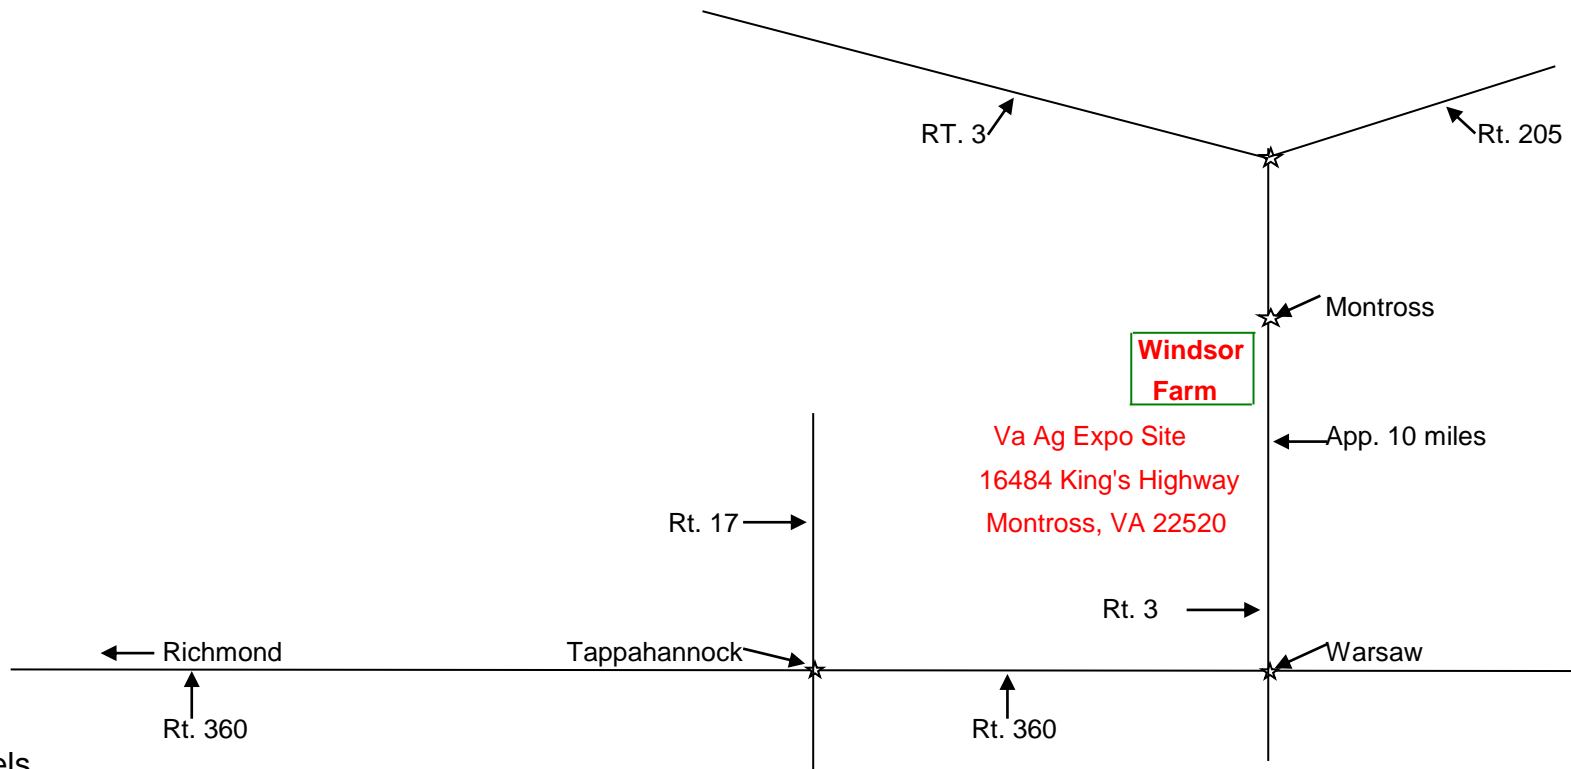 RT. 3
Rt. 205
Montross
Windsor
Farm
Va Ag Expo Site
App. 10 miles
16484 King's Highway
Rt. 17
Montross, VA 22520
Rt. 3
Richmond
Tappahannock
Warsaw
Rt. 360
Rt. 360
els